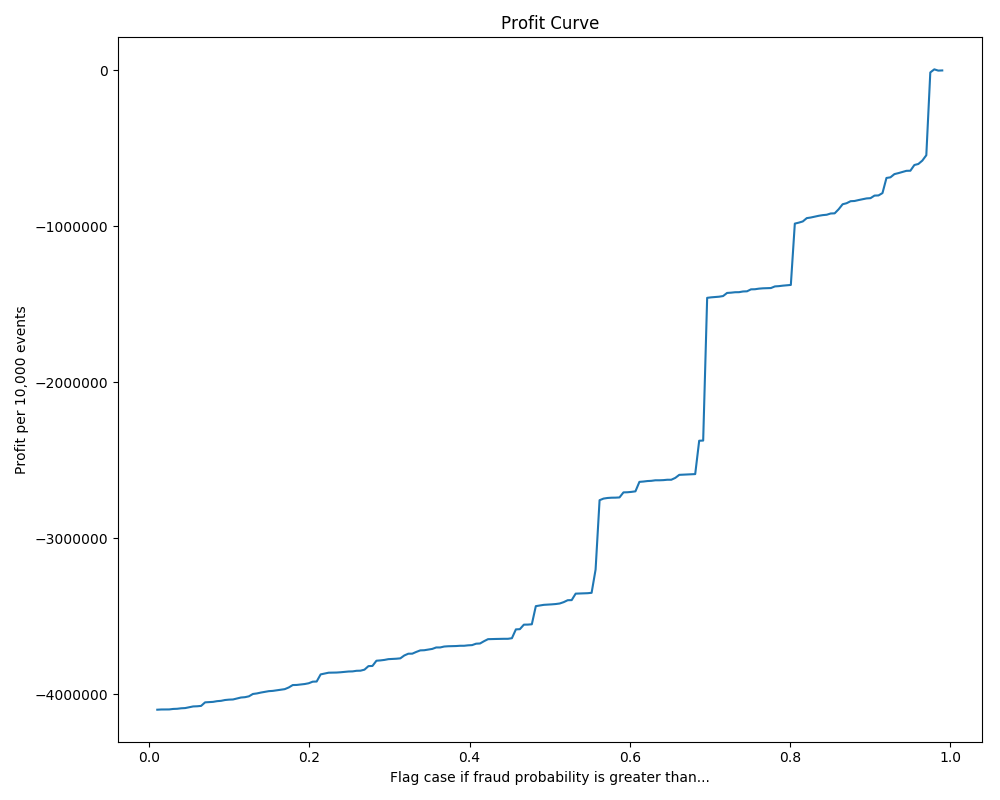 Profit Curve
Profit per 10,000 events
0
−1000000
−2000000
−3000000
−4000000
0.0 0.2 0.4 0.6 0.8 1.0
Flag case if fraud probability is greater than...